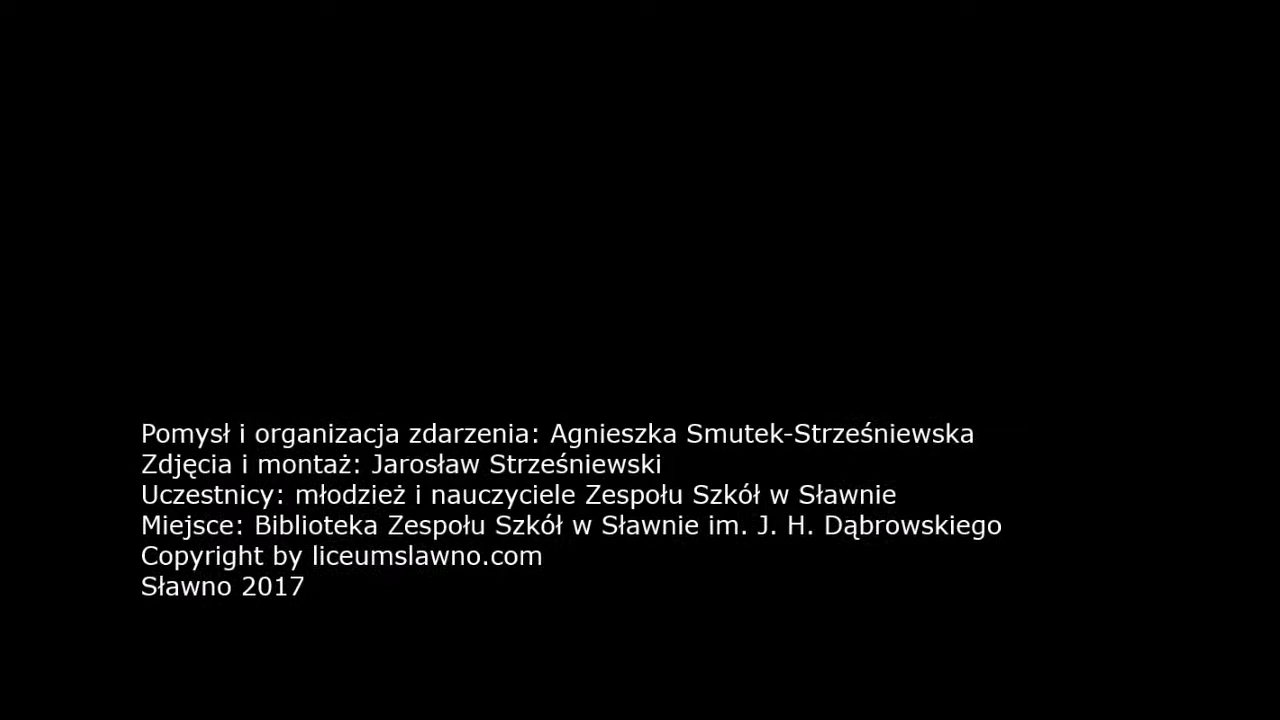 Pomysł i organizacja zdarzenia: Agnieszka Smutek-Strześniewska
Zdjęcia i montaż: Jarosław Strześniewski
Uczestnicy: młodzież i nauczyciele Zespołu Szkół w Sławnie
Miejsce: Biblioteka Zespołu Szkół w Sławnie im. J. H. Dąbrowskiego
Copyright by liceumslawno.com
Sławno 2017